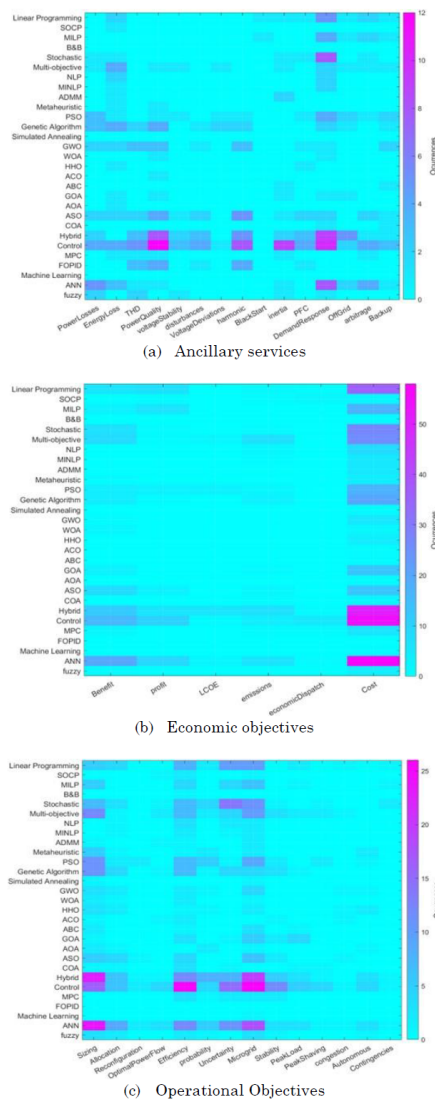 Linear Programming
SOCP
MILP
B&B
Stochastic
Multi-objective
NLP
MINLP
ADMM
Metaheuristic
PSO
Genetic Algorithm
Simulated Annealing
GWO
WOA
HHO
ACO
ABC
GOA
AOA
ASO
COA
Hybrid
Control
MPC
FOPID
Machine Learning
ANN
fuzzy
12
10
8
6
4
2
0
Ocurrences
PowerLosses
EnergyLoss
THD
PowerQuality
voltageStability
disturbances
VoltageDeviations
harmonic
BlackStart
inertia
PFC
DemandResponse
OffGrid
arbitrage
Backup
(a) Ancillary services
Linear Programming
SOCP
MILP
B&B
Stochastic
Multi-objective
NLP
MINLP
ADMM
Metaheuristic
PSO
Genetic Algorithm
Simulated Annealing
GWO
WOA
HHO
ACO
ABC
GOA
AOA
ASO
COA
Hybrid
Control
MPC
FOPID
Machine Learning
ANN
fuzzy
50
40
30
20
10
0
Ocurrences
Benefit
profit
LCOE
emissions
economicDispatch
Cost
(b) Economic objectives
Linear Programming
SOCP
MILP
B&B
Stochastic
Multi-objective
NLP
MINLP
ADMM
Metaheuristic
PSO
Genetic Algorithm
Simulated Annealing
GWO
WOA
HHO
ACO
ABC
GOA
AOA
ASO
COA
Hybrid
Control
MPC
FOPID
Machine Learning
ANN
fuzzy
25
20
15
10
5
0
Sizing
Allocation
Reconfiguration
OptimalPowerFlow
Efficiency
probability
Uncertainty
Microgrid
Stability
PeakLoad
PeakShaving
congestion
Autonomous
Contingencies
(c) Operational Objectives